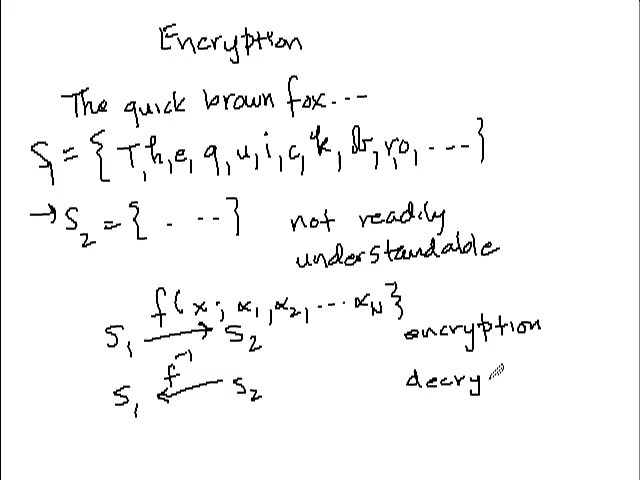 Encryption
The quick brown fox ...
S₁ = { T, h, e, q, u, i, c, k, b, r, o, ... }
→ S₂ = { . .. } not readily
understandable
f( x; α₁, α₂, ... αN }
S₁ → S₂ encryption
f⁻¹
S₁ ← S₂ decry